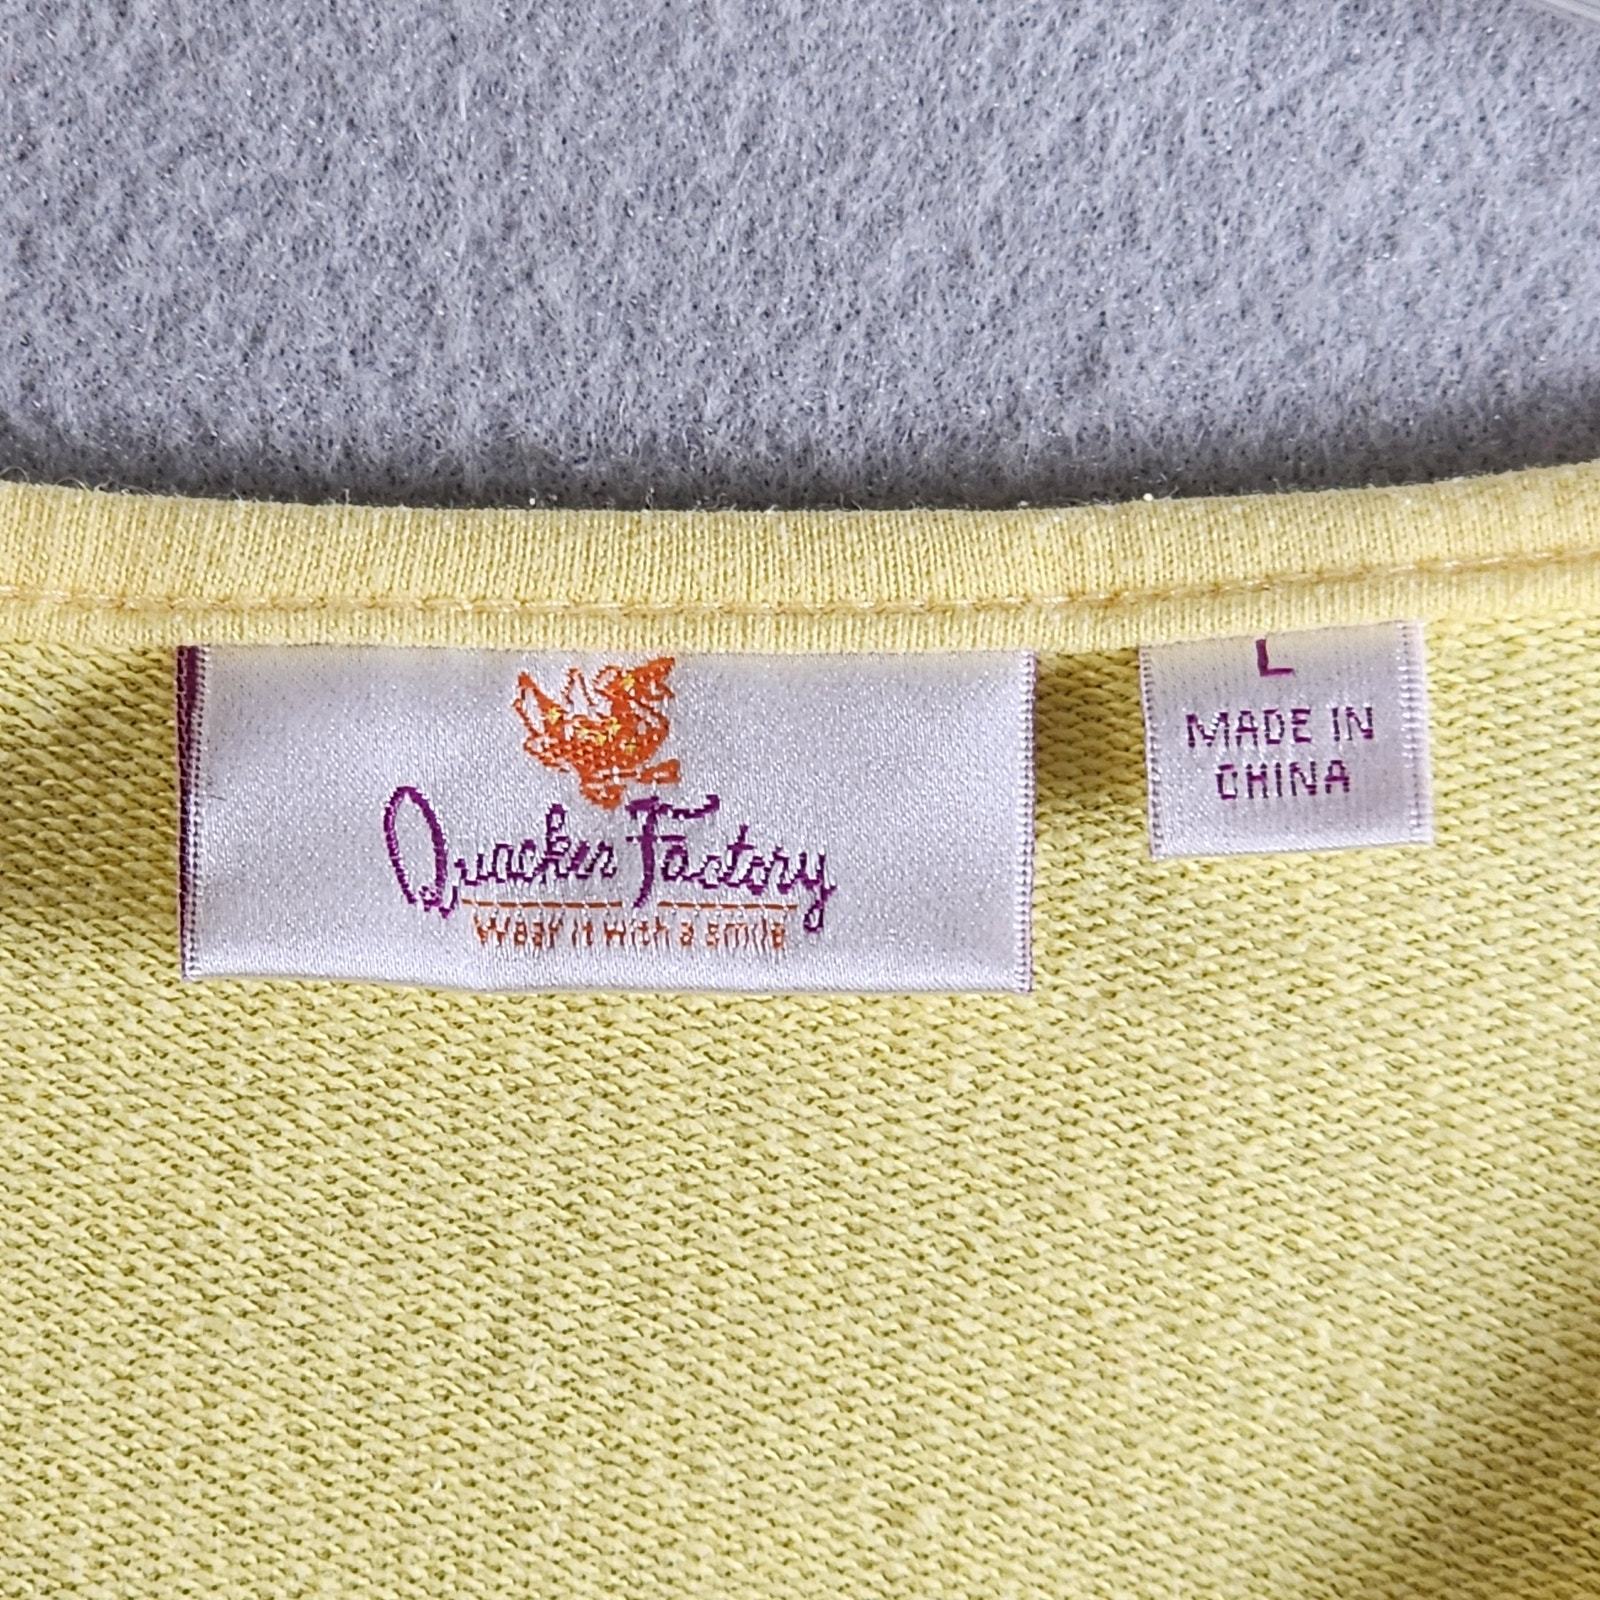 Quacker Factory
Wear it with a smile
L
MADE IN
CHINA